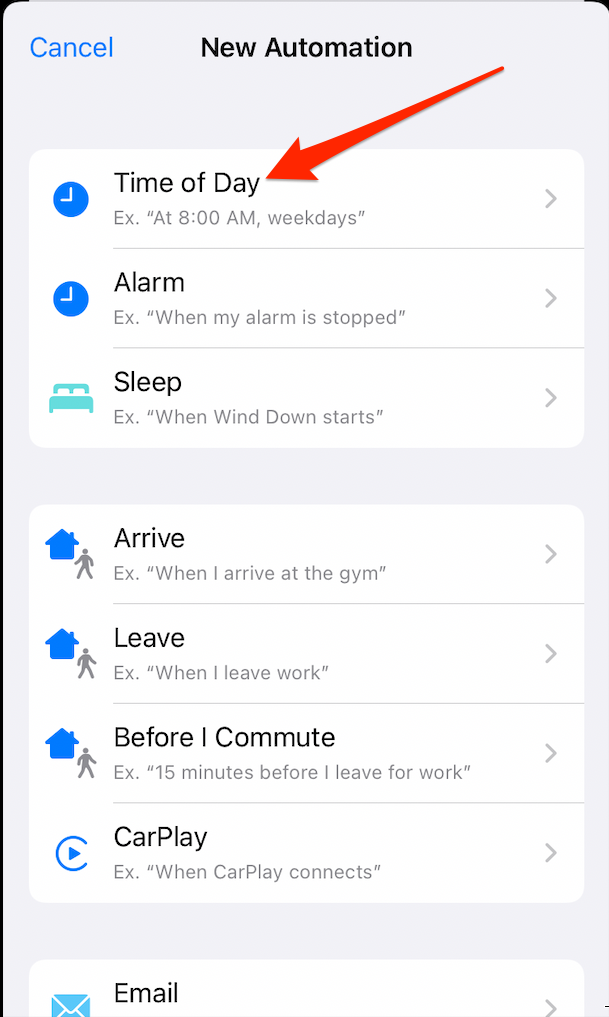 Cancel New Automation
Time of Day
Ex. “At 8:00 AM, weekdays”
Alarm
Ex. “When my alarm is stopped”
Sleep
Ex. “When Wind Down starts”
Arrive
Ex. “When I arrive at the gym”
Leave
Ex. “When I leave work”
Before I Commute
Ex. “15 minutes before I leave for work”
CarPlay
Ex. “When CarPlay connects”
Email